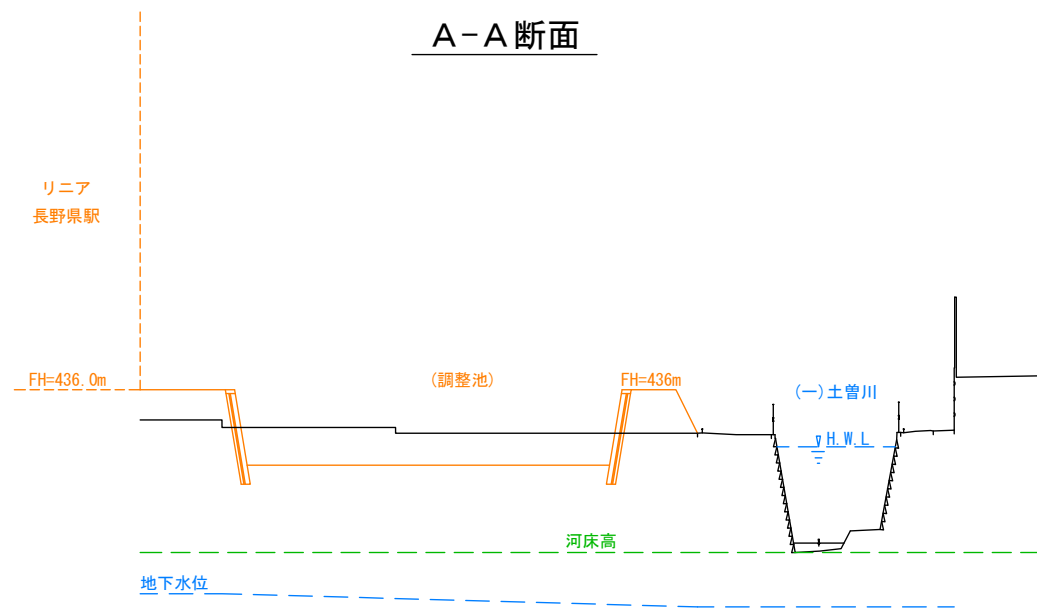 A-A断面
リニア
長野県駅
FH=436.0m
(調整池)
FH=436m
(一)土曽川
H.W.L
河床高
地下水位